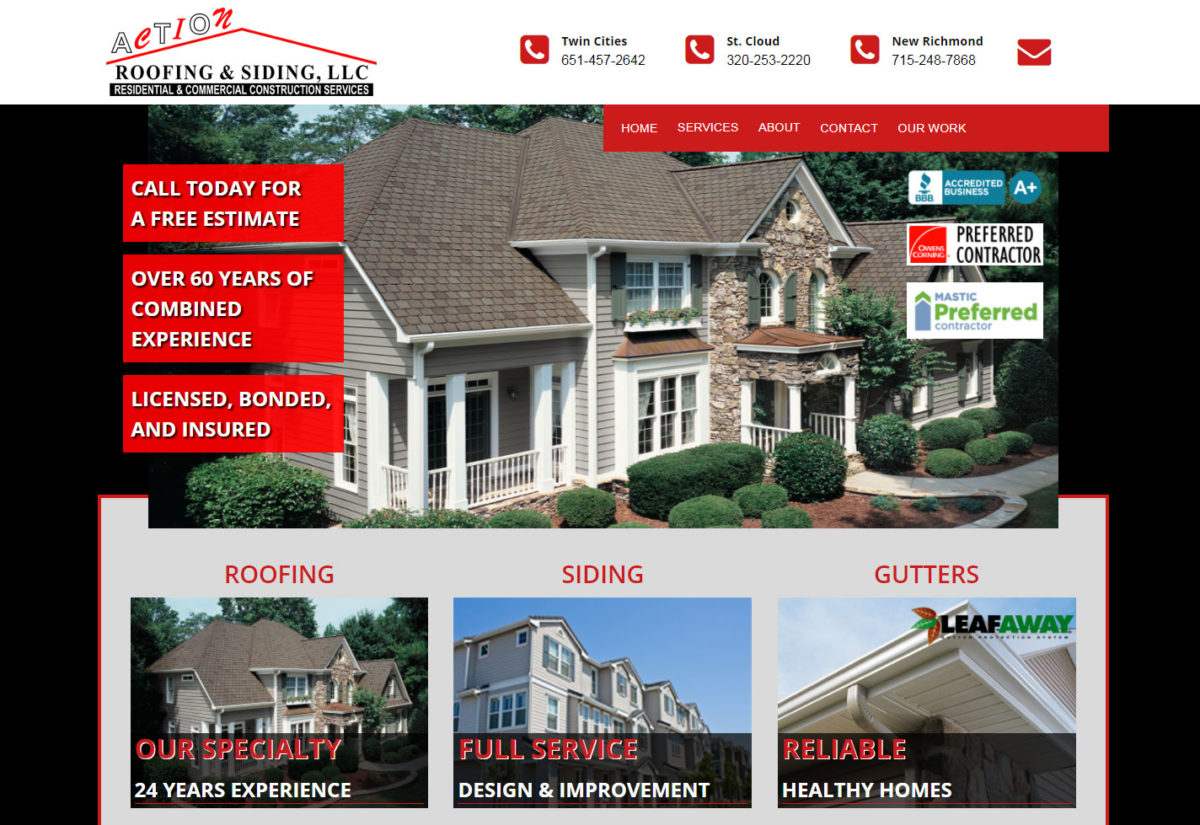 ACTION
ROOFING & SIDING, LLC
RESIDENTIAL & COMMERCIAL CONSTRUCTION SERVICES
Twin Cities
651-457-2642
St. Cloud
320-253-2220
New Richmond
715-248-7868
HOME SERVICES ABOUT CONTACT OUR WORK
CALL TODAY FOR
A FREE ESTIMATE
OVER 60 YEARS OF
COMBINED
EXPERIENCE
LICENSED, BONDED,
AND INSURED
BBB
ACCREDITED
BUSINESS
A+
OWENS
CORNING
PREFERRED
CONTRACTOR
MASTIC
Preferred
contractor
ROOFING
OUR SPECIALTY
24 YEARS EXPERIENCE
SIDING
FULL SERVICE
DESIGN & IMPROVEMENT
GUTTERS
LEAFAWAY
GUTTER PROTECTION SYSTEM
RELIABLE
HEALTHY HOMES